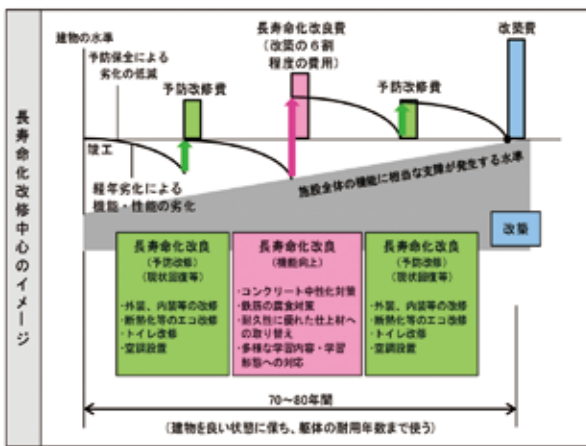 長寿命化改修中心のイメージ
建物の水準
予防保全による
劣化の低減
予防改修費
長寿命化改良費
(改築の6割
程度の費用)
予防改修費
改築費
竣工
経年劣化による
機能・性能の劣化
施設全体の機能に相当な支障が発生する水準
改築
長寿命化改良
(予防改修)
(現状回復等)
・外装、内装等の改修
・断熱化等のエコ改修
・トイレ改修
・空調設置
長寿命化改良
(機能向上)
・コンクリート中性化対策
・鉄筋の腐食対策
・耐久性に優れた仕上材へ
の取り替え
・多様な学習内容・学習
形態への対応
長寿命化改良
(予防改修)
(現状回復等)
・外装、内装等の改修
・断熱化等のエコ改修
・トイレ改修
・空調設置
70~80年間
(建物を良い状態に保ち、躯体の耐用年数まで使う)